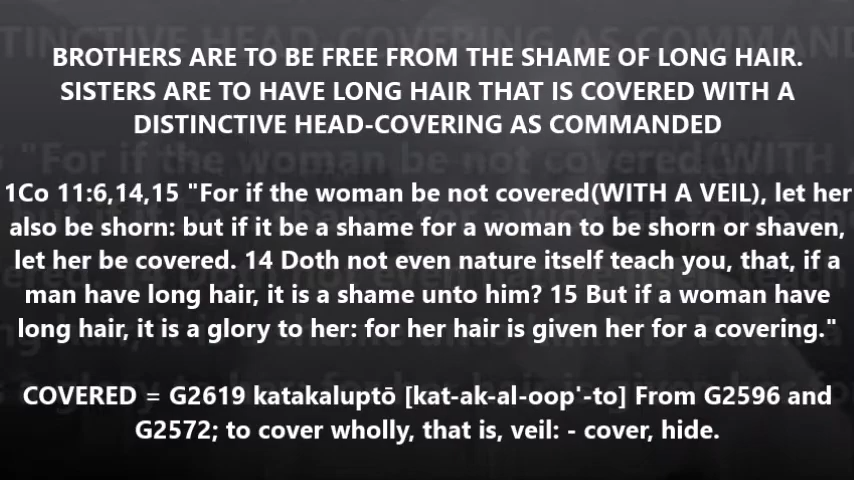 BROTHERS ARE TO BE FREE FROM THE SHAME OF LONG HAIR.
SISTERS ARE TO HAVE LONG HAIR THAT IS COVERED WITH A
DISTINCTIVE HEAD-COVERING AS COMMANDED
1Co 11:6,14,15 "For if the woman be not covered(WITH A VEIL), let her
also be shorn: but if it be a shame for a woman to be shorn or shaven,
let her be covered. 14 Doth not even nature itself teach you, that, if a
man have long hair, it is a shame unto him? 15 But if a woman have
long hair, it is a glory to her: for her hair is given her for a covering."
COVERED = G2619 katakaluptō [kat-ak-al-oop'-to] From G2596 and
G2572; to cover wholly, that is, veil: - cover, hide.